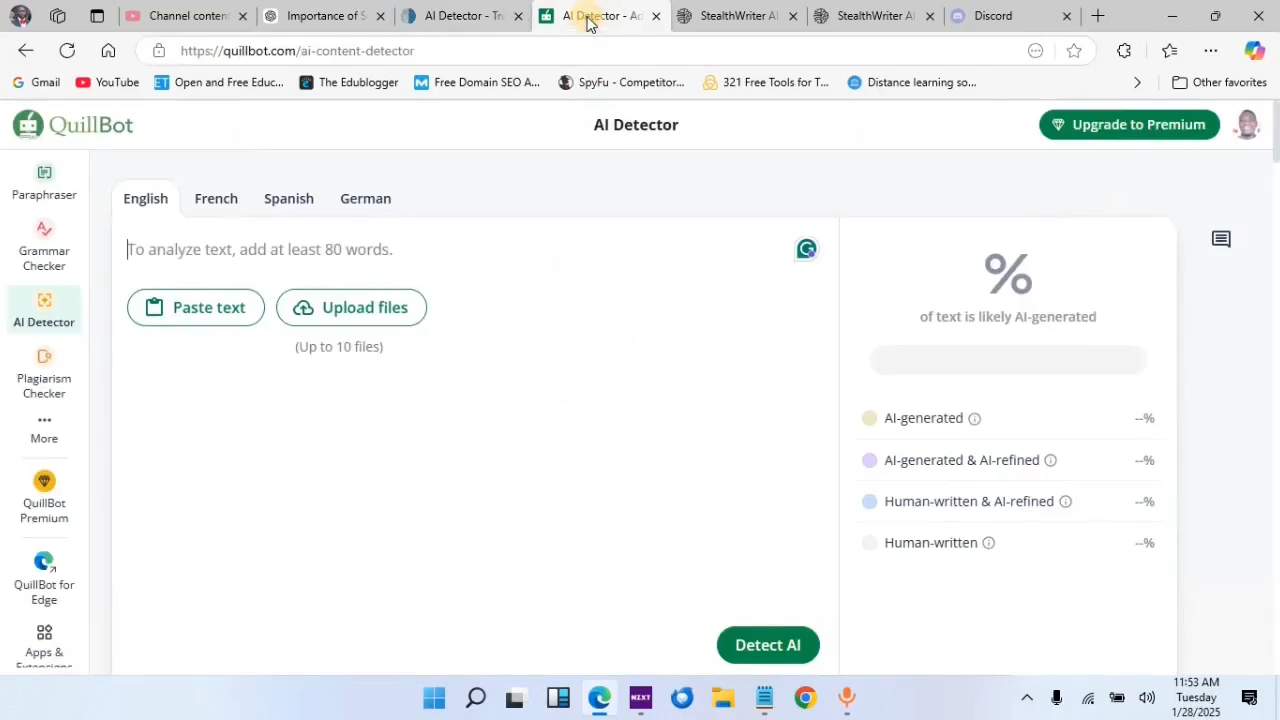 Channel content
Importance of S
AI Detector - Tru
AI Detector - Ad
StealthWriter AI
StealthWriter AI
Discord
https://quillbot.com/ai-content-detector
Gmail
YouTube
Open and Free Educ...
The Edublogger
Free Domain SEO A...
SpyFu - Competitor...
321 Free Tools for T...
Distance learning so...
Other favorites
QuillBot
AI Detector
Upgrade to Premium
Paraphraser
Grammar
Checker
AI Detector
Plagiarism
Checker
More
QuillBot
Premium
QuillBot for
Edge
Apps &
Extensions
English
French
Spanish
German
To analyze text, add at least 80 words.
Paste text
Upload files
(Up to 10 files)
Detect AI
%
of text is likely AI-generated
AI-generated --%
AI-generated & AI-refined --%
Human-written & AI-refined --%
Human-written --%
NZXT
11:53 AM
Tuesday
1/28/2025